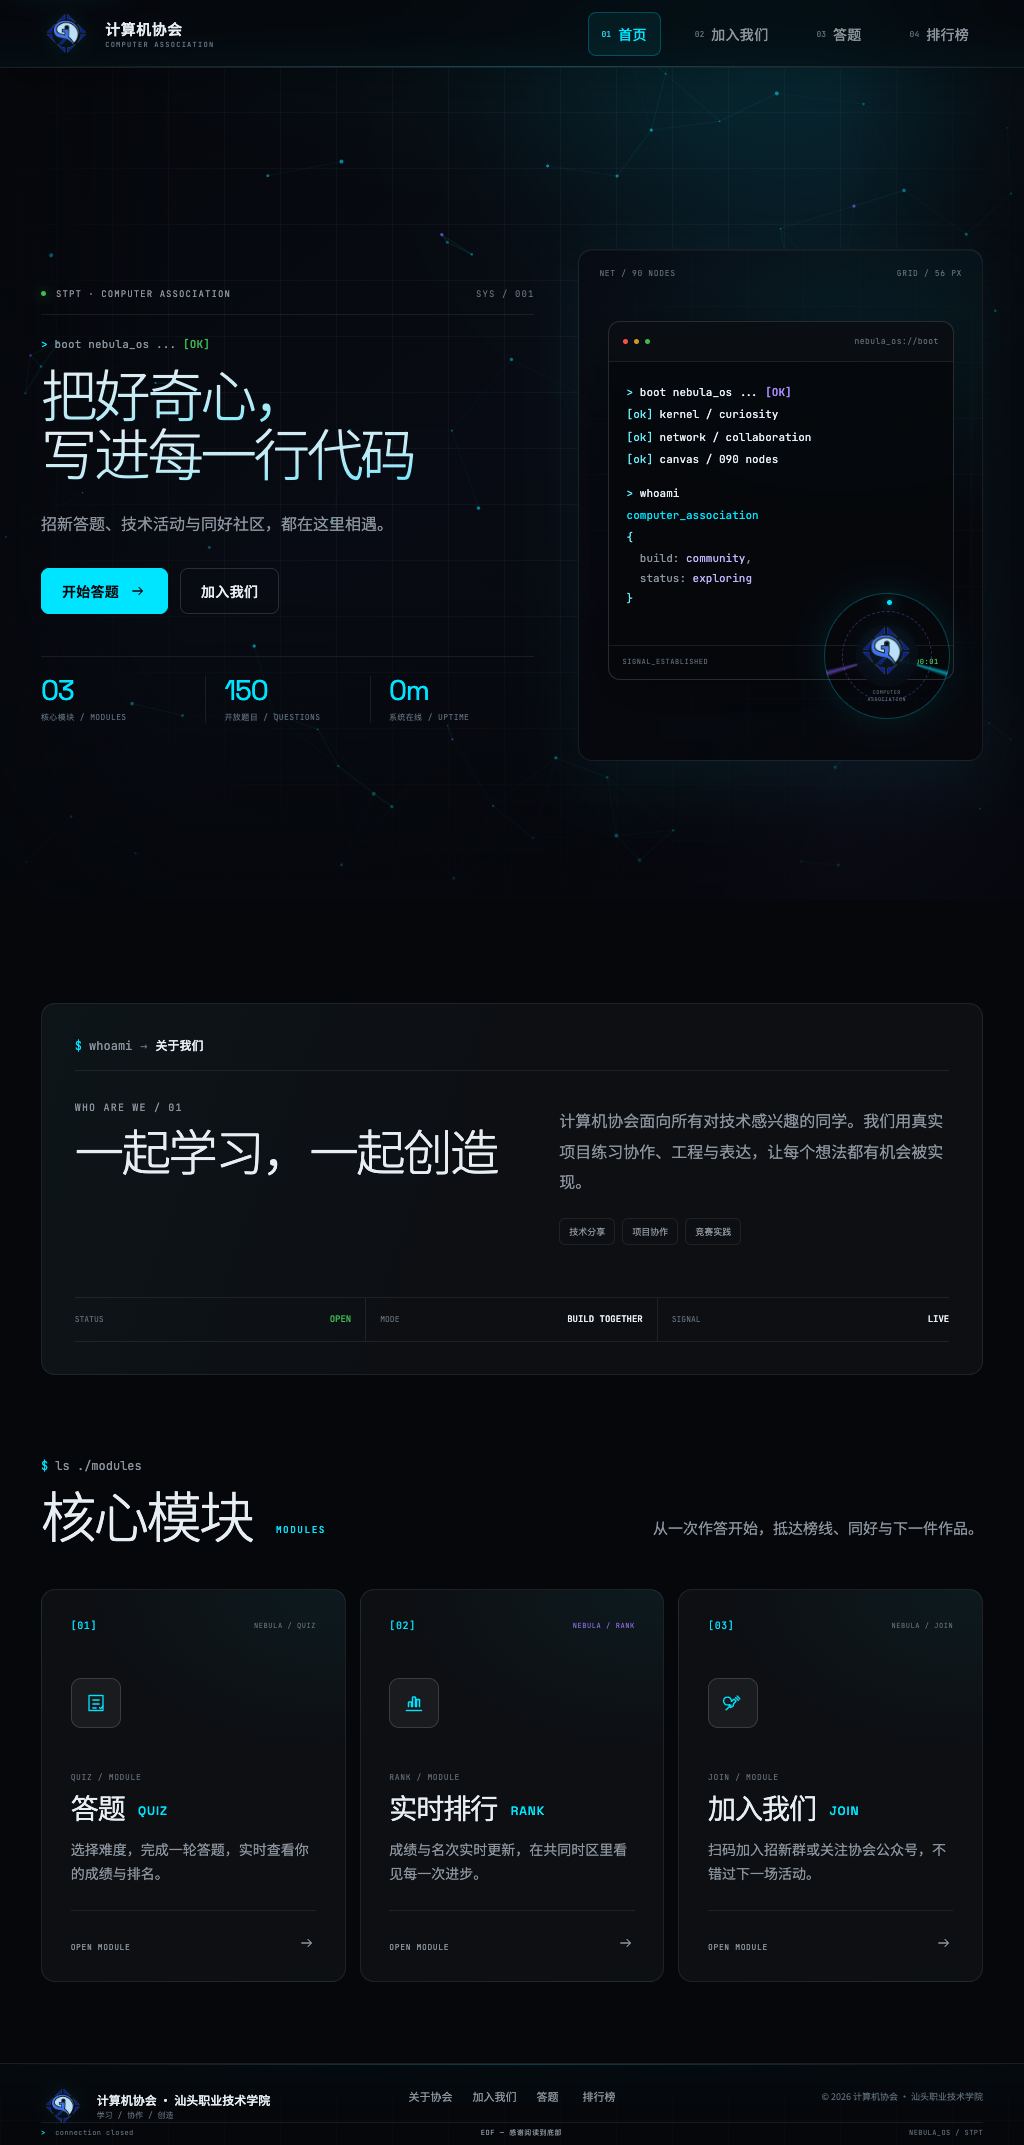 计算机协会
COMPUTER ASSOCIATION
01 首页
02 加入我们
03 答题
04 排行榜
STPT · COMPUTER ASSOCIATION
SYS / 001
> boot nebula_os ... [OK]
把好奇心，
写进每一行代码
招新答题、技术活动与同好社区，都在这里相遇。
开始答题 →
加入我们
03
核心模块 / MODULES
150
开放题目 / QUESTIONS
0m
系统在线 / UPTIME
NET / 90 NODES
GRID / 56 PX
nebula_os://boot
> boot nebula_os ... [OK]
[ok] kernel / curiosity
[ok] network / collaboration
[ok] canvas / 090 nodes
> whoami
computer_association
{
build: community,
status: exploring
}
SIGNAL_ESTABLISHED
0:01
COMPUTER
ASSOCIATION
$ whoami → 关于我们
WHO ARE WE / 01
一起学习， 一起创造
计算机协会面向所有对技术感兴趣的同学。我们用真实
项目练习协作、工程与表达，让每个想法都有机会被实
现。
技术分享
项目协作
竞赛实践
STATUS
OPEN
MODE
BUILD TOGETHER
SIGNAL
LIVE
$ ls ./modules
核心模块 MODULES
从一次作答开始，抵达榜线、同好与下一件作品。
[01]
NEBULA / QUIZ
QUIZ / MODULE
答题 QUIZ
选择难度，完成一轮答题，实时查看你
的成绩与排名。
OPEN MODULE →
[02]
NEBULA / RANK
RANK / MODULE
实时排行 RANK
成绩与名次实时更新，在共同时区里看
见每一次进步。
OPEN MODULE →
[03]
NEBULA / JOIN
JOIN / MODULE
加入我们 JOIN
扫码加入招新群或关注协会公众号，不
错过下一场活动。
OPEN MODULE →
计算机协会 · 汕头职业技术学院
学习 / 协作 / 创造
关于协会
加入我们
答题
排行榜
© 2026 计算机协会 · 汕头职业技术学院
> connection closed
EOF — 感谢阅读到底部
NEBULA_OS / STPT